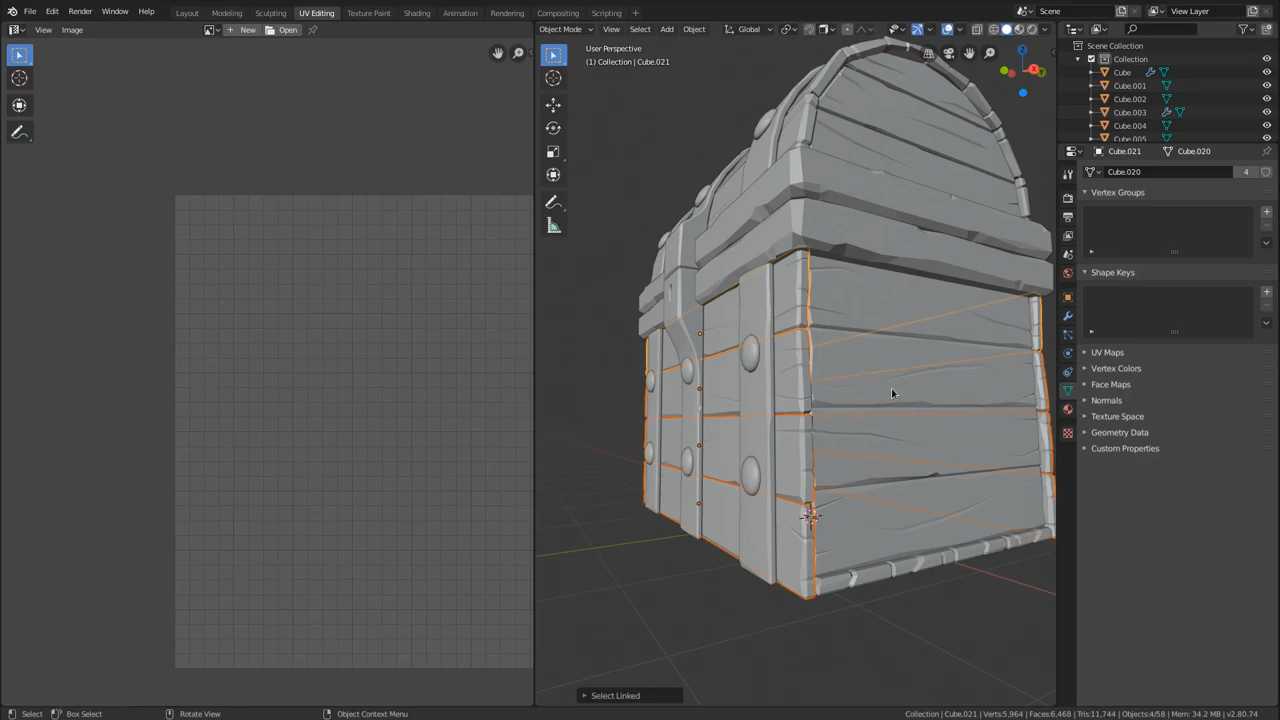 File Edit Render Window Help Layout Modeling Sculpting UV Editing Texture Paint Shading Animation Rendering Compositing Scripting + Scene View Layer
View Image New Open Object Mode View Select Add Object Global
User Perspective
(1) Collection | Cube.021
Scene Collection
Collection
Cube
Cube.001
Cube.002
Cube.003
Cube.004
Cube.005
Cube.021 Cube.020
Cube.020 4
Vertex Groups
Shape Keys
UV Maps
Vertex Colors
Face Maps
Normals
Texture Space
Geometry Data
Custom Properties
Select Linked
Select Box Select Rotate View Object Context Menu Collection | Cube.021 | Verts:5,964 | Faces:6,468 | Tris:11,744 | Objects:4/58 | Mem: 34.2 MB | v2.80.74